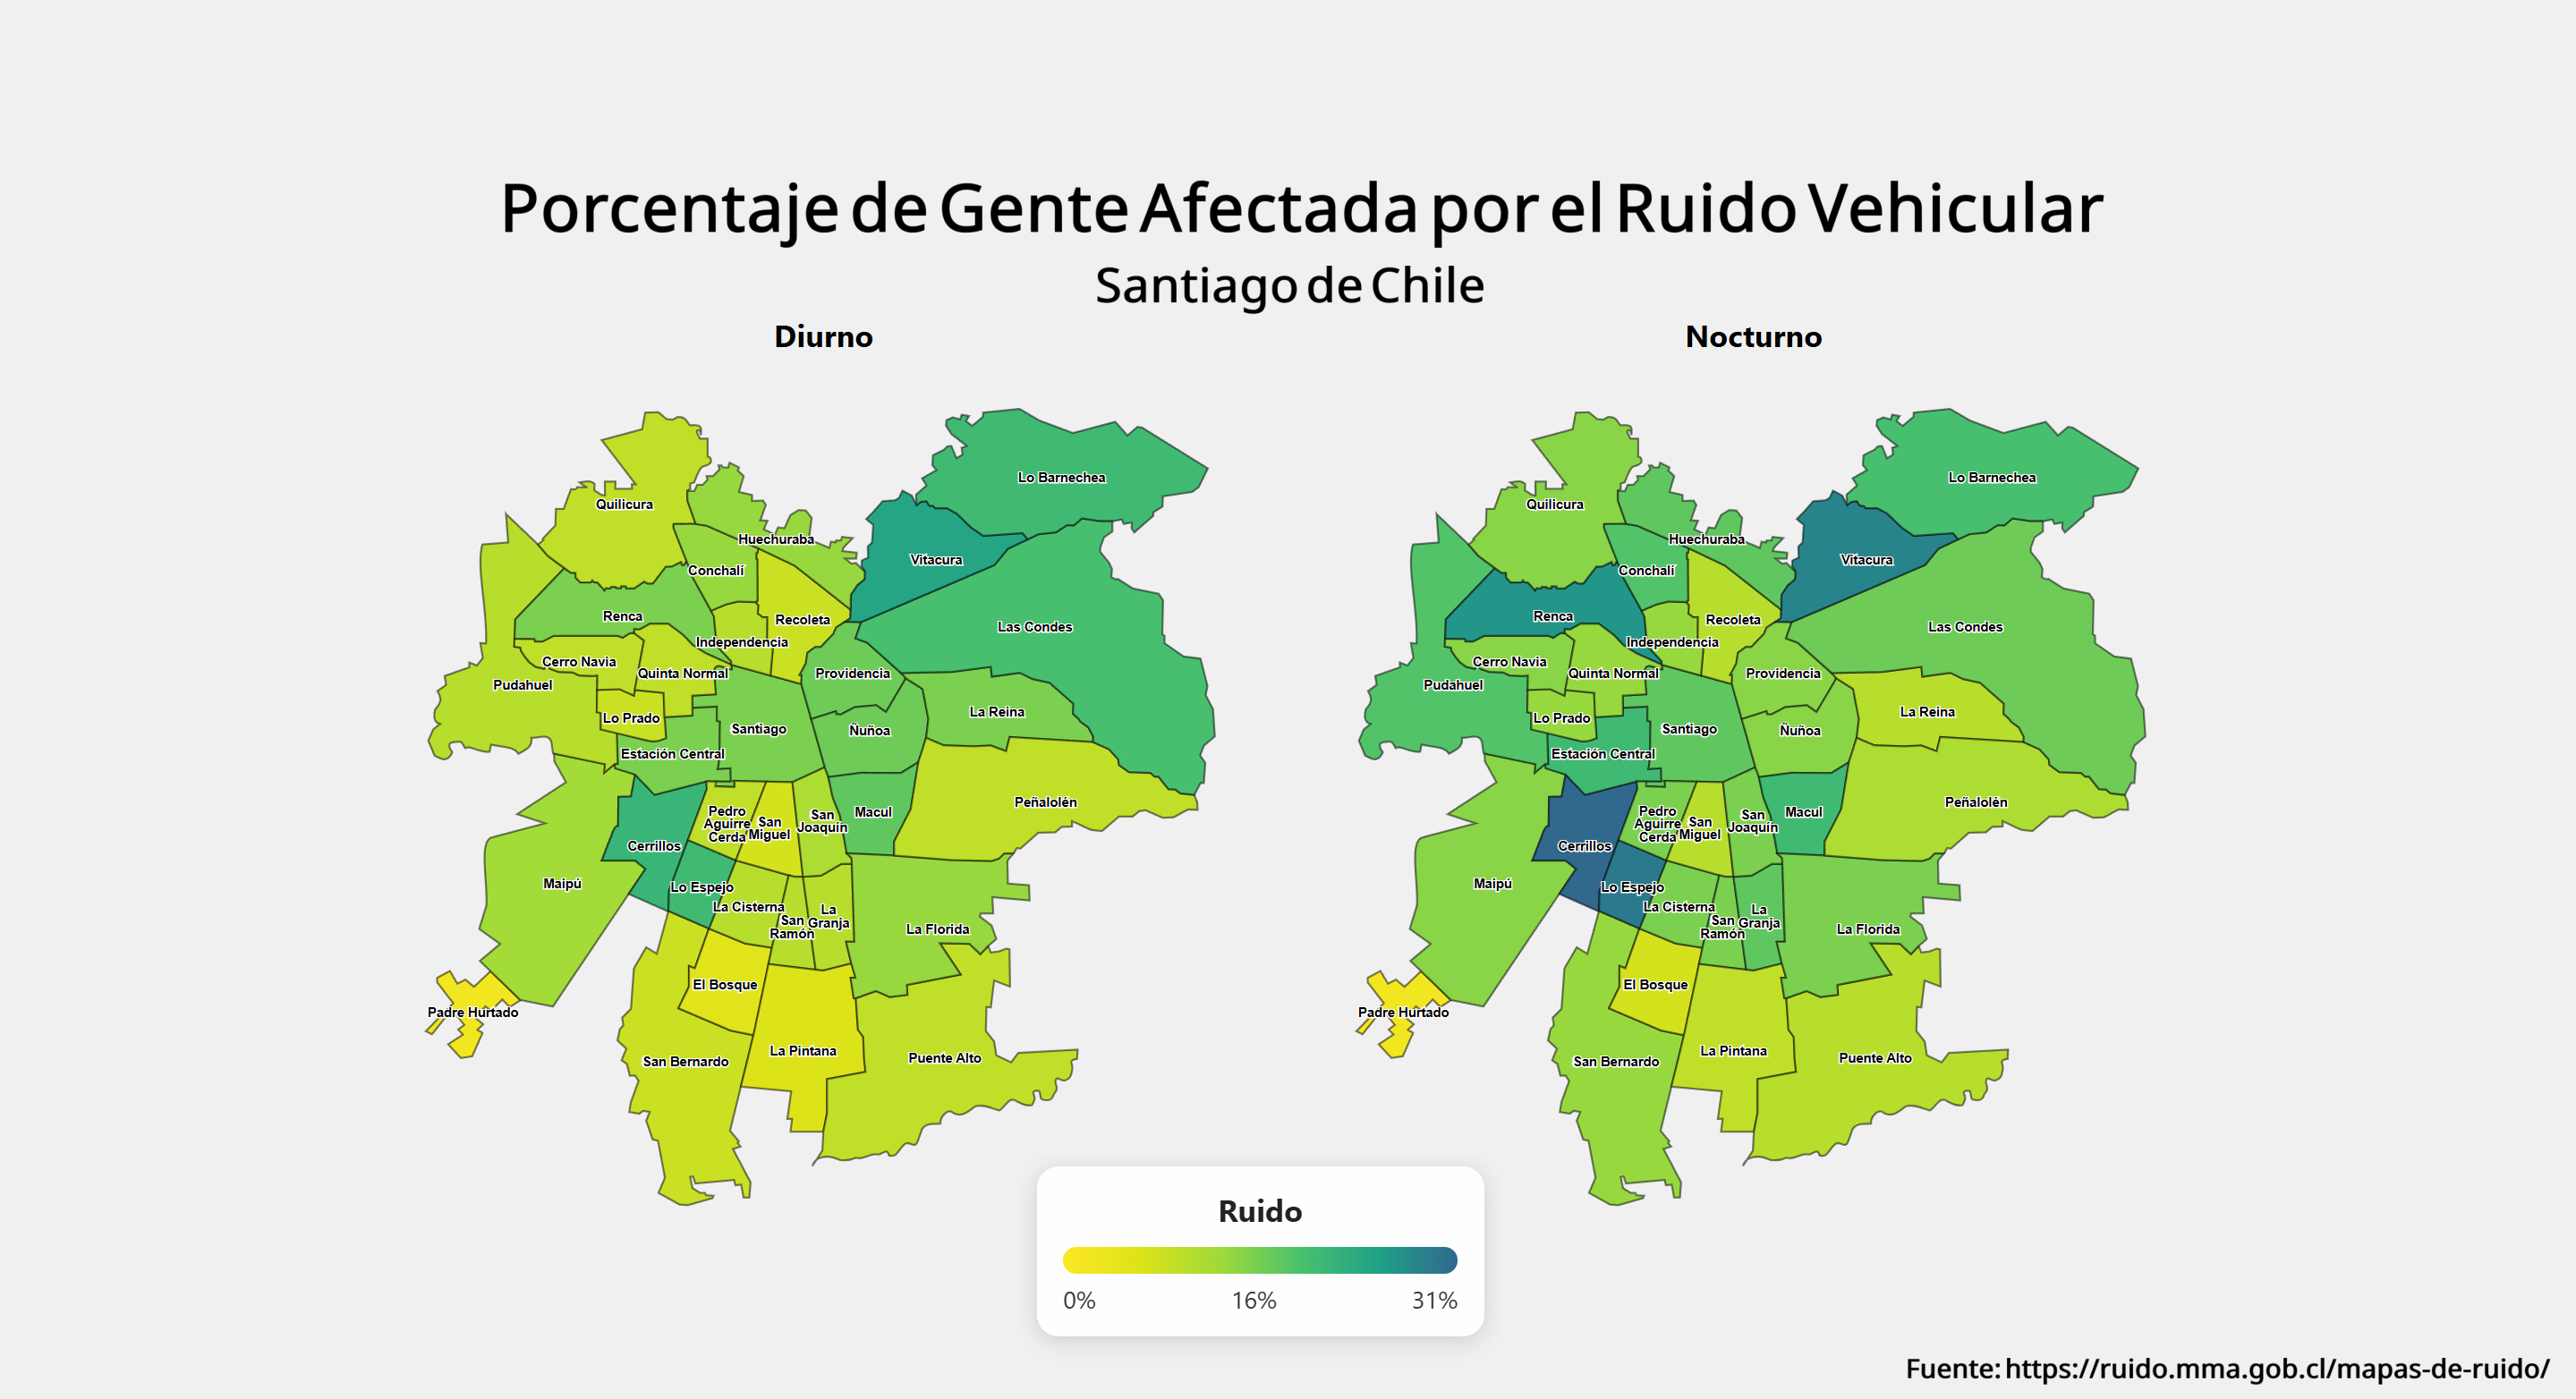 Porcentaje de Gente Afectada por el Ruido Vehicular
Santiago de Chile
Diurno
Lo Barnechea
Quilicura
Huechuraba
Vitacura
Conchalí
Renca
Recoleta
Las Condes
Independencia
Cerro Navia
Quinta Normal
Providencia
Pudahuel
Lo Prado
La Reina
Santiago
Ñuñoa
Estación Central
Peñalolén
Pedro
Aguirre
Cerda
San
Miguel
San
Joaquín
Macul
Cerrillos
Maipú
Lo Espejo
La Cisterna
San
Ramón
La
Granja
La Florida
El Bosque
Padre Hurtado
La Pintana
San Bernardo
Puente Alto
Nocturno
Lo Barnechea
Quilicura
Huechuraba
Vitacura
Conchalí
Renca
Recoleta
Las Condes
Independencia
Cerro Navia
Quinta Normal
Providencia
Pudahuel
Lo Prado
La Reina
Santiago
Ñuñoa
Estación Central
Peñalolén
Pedro
Aguirre
Cerda
San
Miguel
San
Joaquín
Macul
Cerrillos
Maipú
Lo Espejo
La Cisterna
San
Ramón
La
Granja
La Florida
El Bosque
Padre Hurtado
La Pintana
San Bernardo
Puente Alto
Ruido
0% 16% 31%
Fuente: https://ruido.mma.gob.cl/mapas-de-ruido/